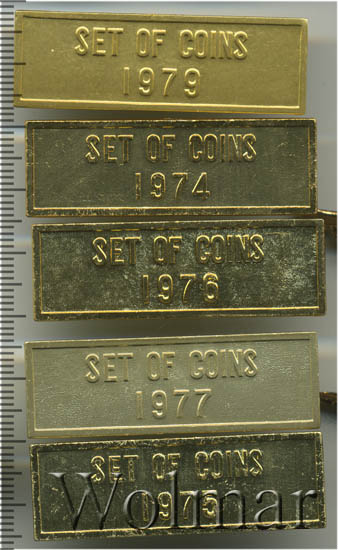 SET OF COINS
1979
SET OF COINS
1974
SET OF COINS
1976
SET OF COINS
1977
SET OF COINS
1975
Wolmar